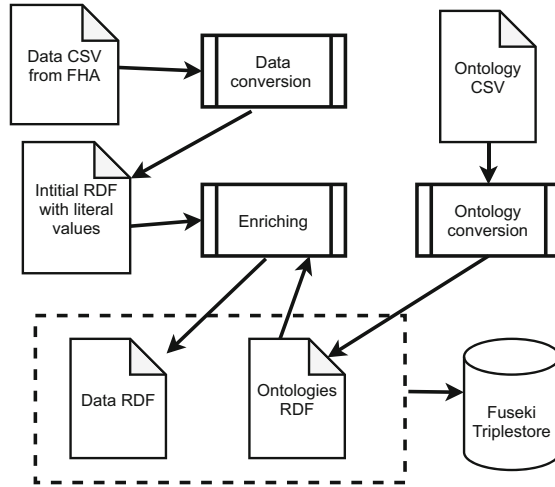 Data CSV
from FHA
Data
conversion
Ontology
CSV
Intitial RDF
with literal
values
Enriching
Ontology
conversion
Data RDF
Ontologies
RDF
Fuseki
Triplestore